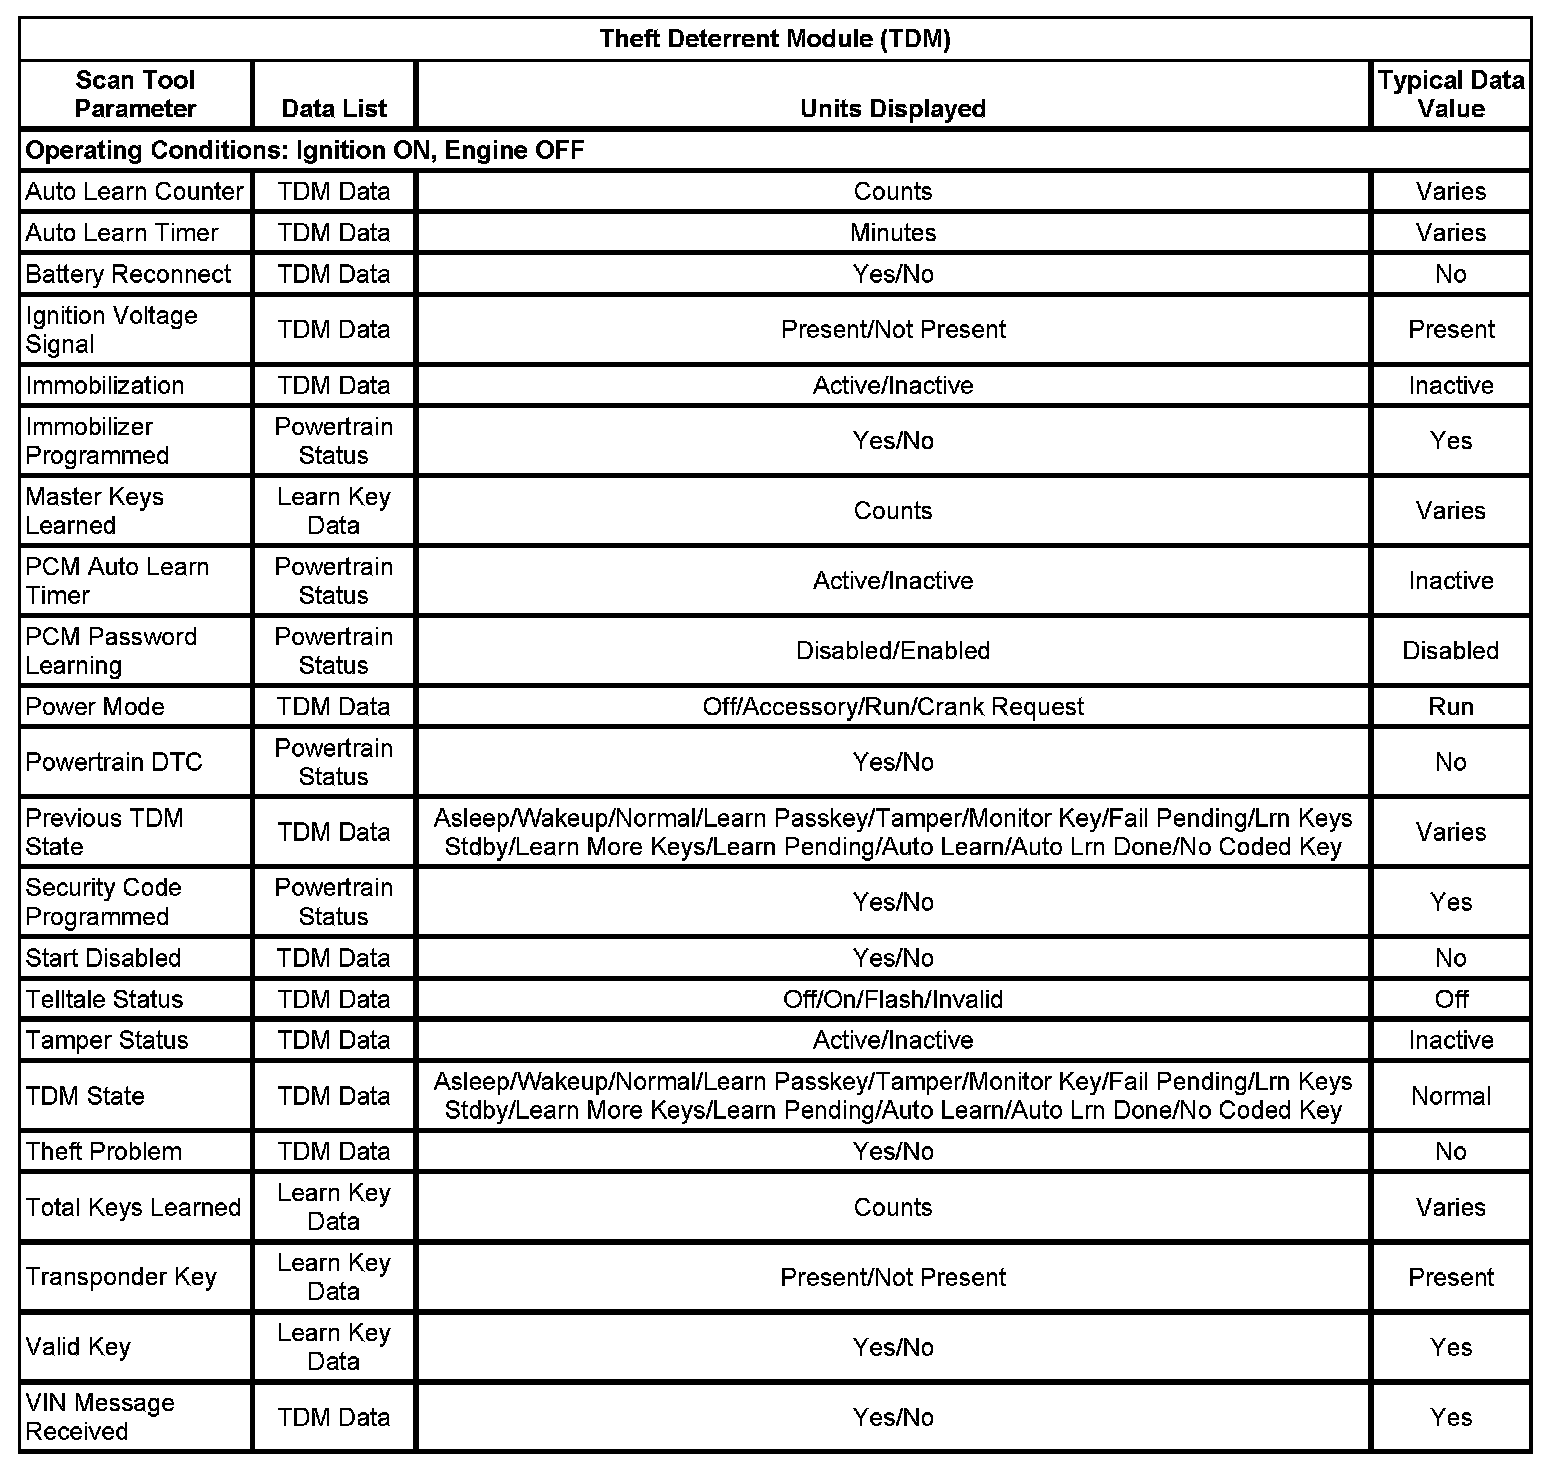 Theft Deterrent Module (TDM)
Scan Tool
Parameter
Data List
Units Displayed
Typical Data
Value
Operating Conditions: Ignition ON, Engine OFF
Auto Learn Counter
TDM Data
Counts
Varies
Auto Learn Timer
TDM Data
Minutes
Varies
Battery Reconnect
TDM Data
Yes/No
No
Ignition Voltage
Signal
TDM Data
Present/Not Present
Present
Immobilization
TDM Data
Active/Inactive
Inactive
Immobilizer
Programmed
Powertrain
Status
Yes/No
Yes
Master Keys
Learned
Learn Key
Data
Counts
Varies
PCM Auto Learn
Timer
Powertrain
Status
Active/Inactive
Inactive
PCM Password
Learning
Powertrain
Status
Disabled/Enabled
Disabled
Power Mode
TDM Data
Off/Accessory/Run/Crank Request
Run
Powertrain DTC
Powertrain
Status
Yes/No
No
Previous TDM
State
TDM Data
Asleep/Wakeup/Normal/Learn Passkey/Tamper/Monitor Key/Fail Pending/Lrn Keys
Stdby/Learn More Keys/Learn Pending/Auto Learn/Auto Lrn Done/No Coded Key
Varies
Security Code
Programmed
Powertrain
Status
Yes/No
Yes
Start Disabled
TDM Data
Yes/No
No
Telltale Status
TDM Data
Off/On/Flash/Invalid
Off
Tamper Status
TDM Data
Active/Inactive
Inactive
TDM State
TDM Data
Asleep/Wakeup/Normal/Learn Passkey/Tamper/Monitor Key/Fail Pending/Lrn Keys
Stdby/Learn More Keys/Learn Pending/Auto Learn/Auto Lrn Done/No Coded Key
Normal
Theft Problem
TDM Data
Yes/No
No
Total Keys Learned
Learn Key
Data
Counts
Varies
Transponder Key
Learn Key
Data
Present/Not Present
Present
Valid Key
Learn Key
Data
Yes/No
Yes
VIN Message
Received
TDM Data
Yes/No
Yes